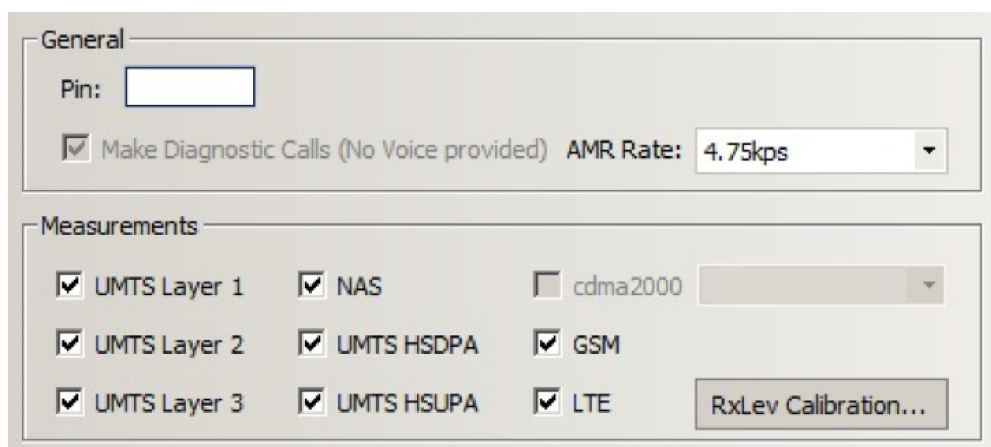 General
Pin:
Make Diagnostic Calls (No Voice provided) AMR Rate: 4.75kps
Measurements
UMTS Layer 1 NAS cdma2000
UMTS Layer 2 UMTS HSDPA GSM
UMTS Layer 3 UMTS HSUPA LTE RxLev Calibration...